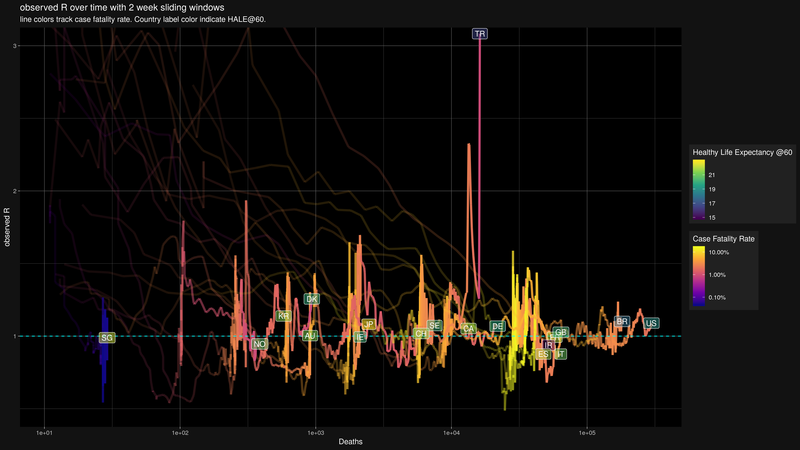 observed R over time with 2 week sliding windows
line colors track case fatality rate. Country label color indicate HALE@60.
TR
3
Healthy Life Expectancy @60
21
19
17
15
2
observed R
Case Fatality Rate
10.00%
1.00%
0.10%
DK
KR
JP
SE
CA
DE
BR
US
GB
1
SG
NO
AU
IE
CH
ES
IT
1e+01
1e+02
1e+03
1e+04
1e+05
Deaths